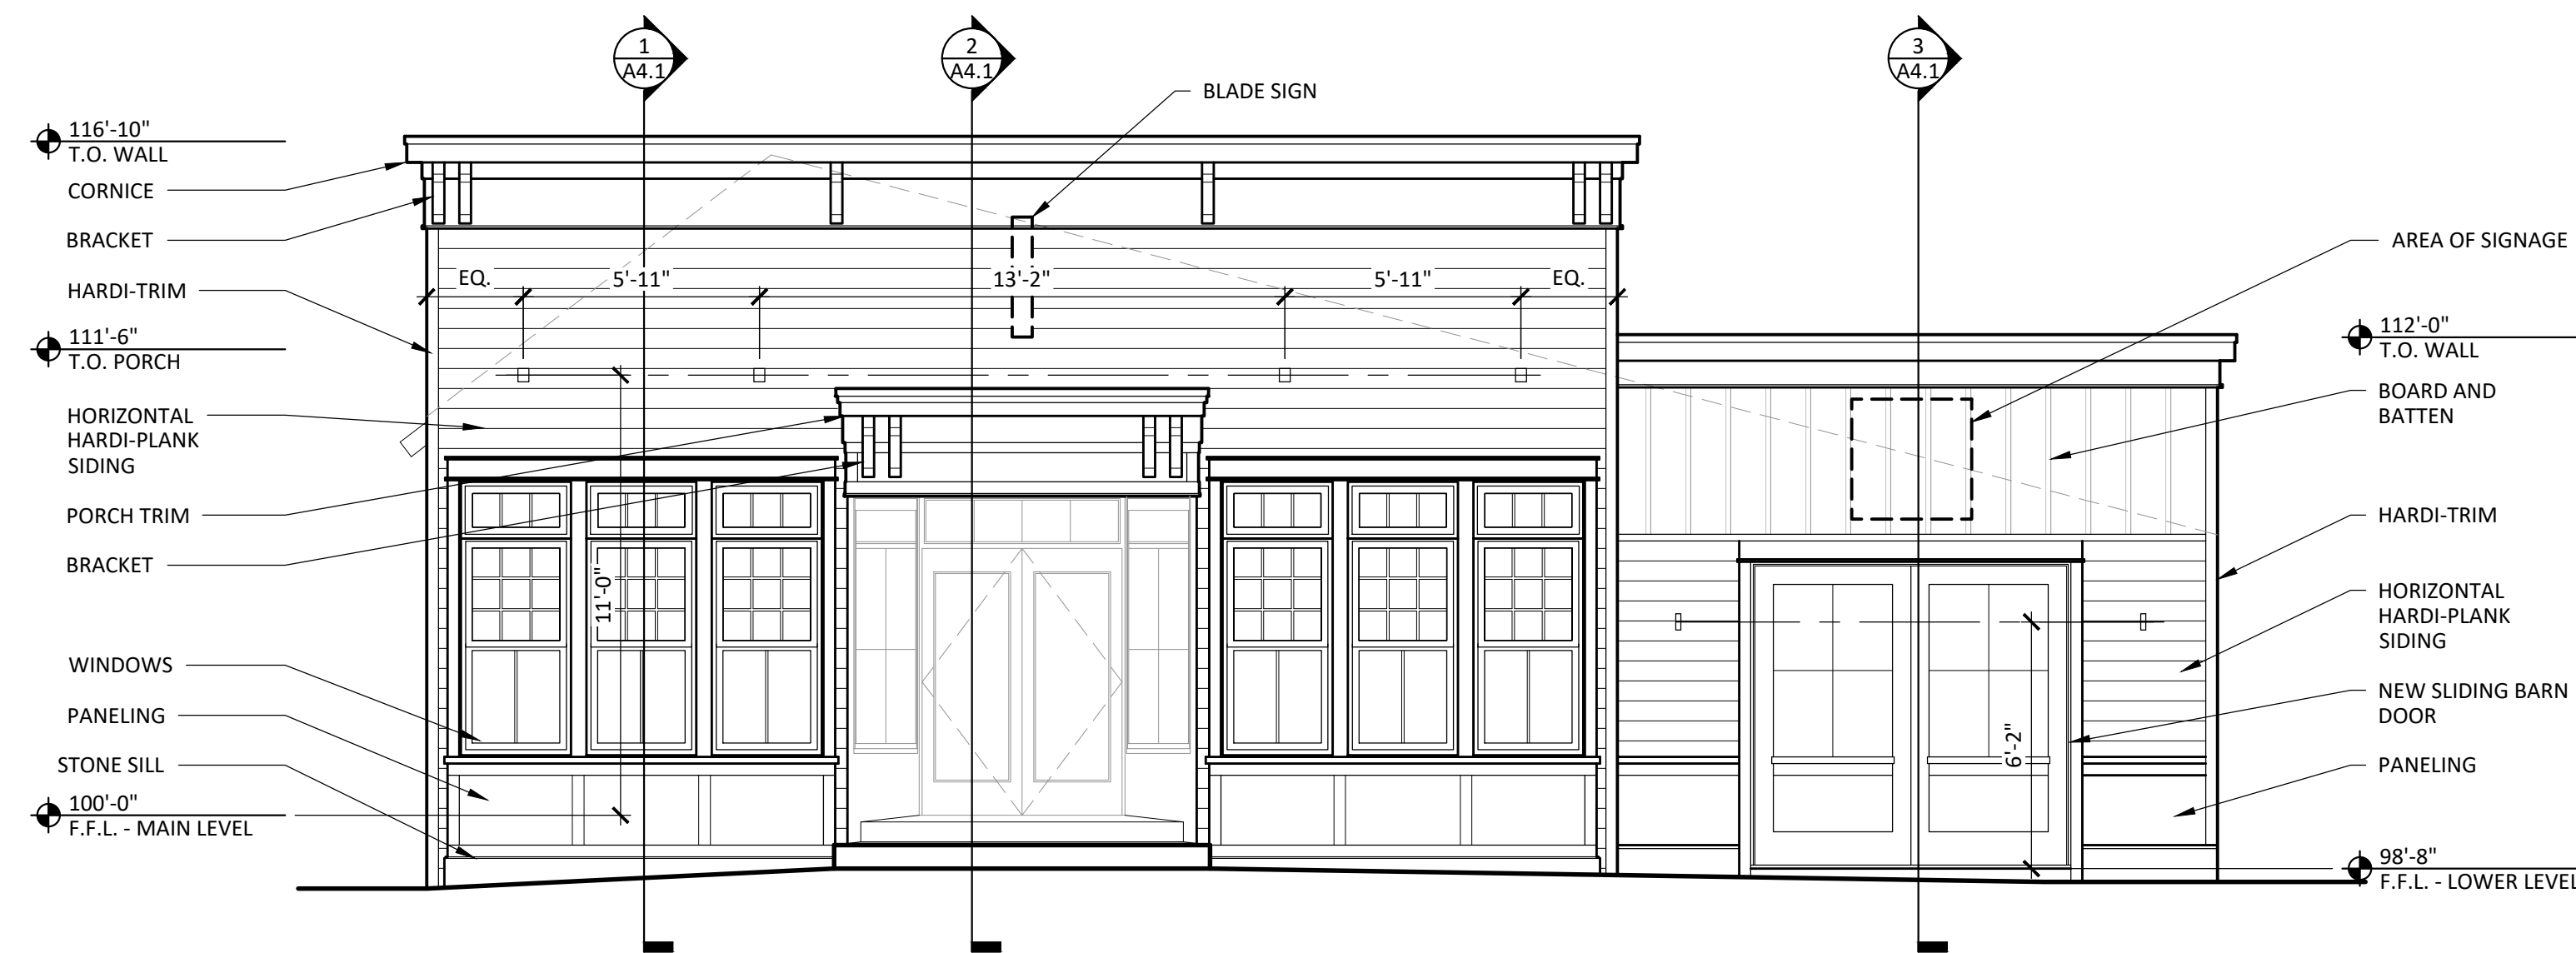 1
A4.1
2
A4.1
3
A4.1
BLADE SIGN
116'-10"
T.O. WALL
CORNICE
BRACKET
HARDI-TRIM
111'-6"
T.O. PORCH
HORIZONTAL
HARDI-PLANK
SIDING
PORCH TRIM
BRACKET
WINDOWS
PANELING
STONE SILL
100'-0"
F.F.L. - MAIN LEVEL
EQ.
5'-11"
13'-2"
5'-11"
EQ.
11'-0"
6'-2"
AREA OF SIGNAGE
112'-0"
T.O. WALL
BOARD AND
BATTEN
HARDI-TRIM
HORIZONTAL
HARDI-PLANK
SIDING
NEW SLIDING BARN
DOOR
PANELING
98'-8"
F.F.L. - LOWER LEVEL